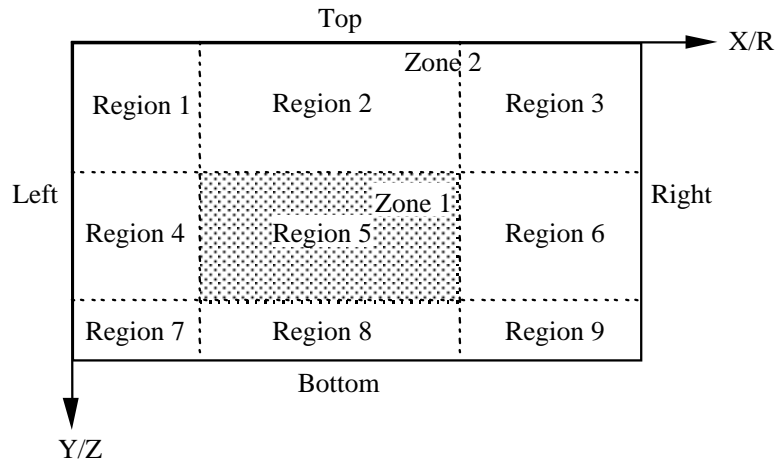 Top
X/R
Zone 2
Region 1
Region 2
Region 3
Left
Zone 1
Right
Region 4
Region 5
Region 6
Region 7
Region 8
Region 9
Bottom
Y/Z